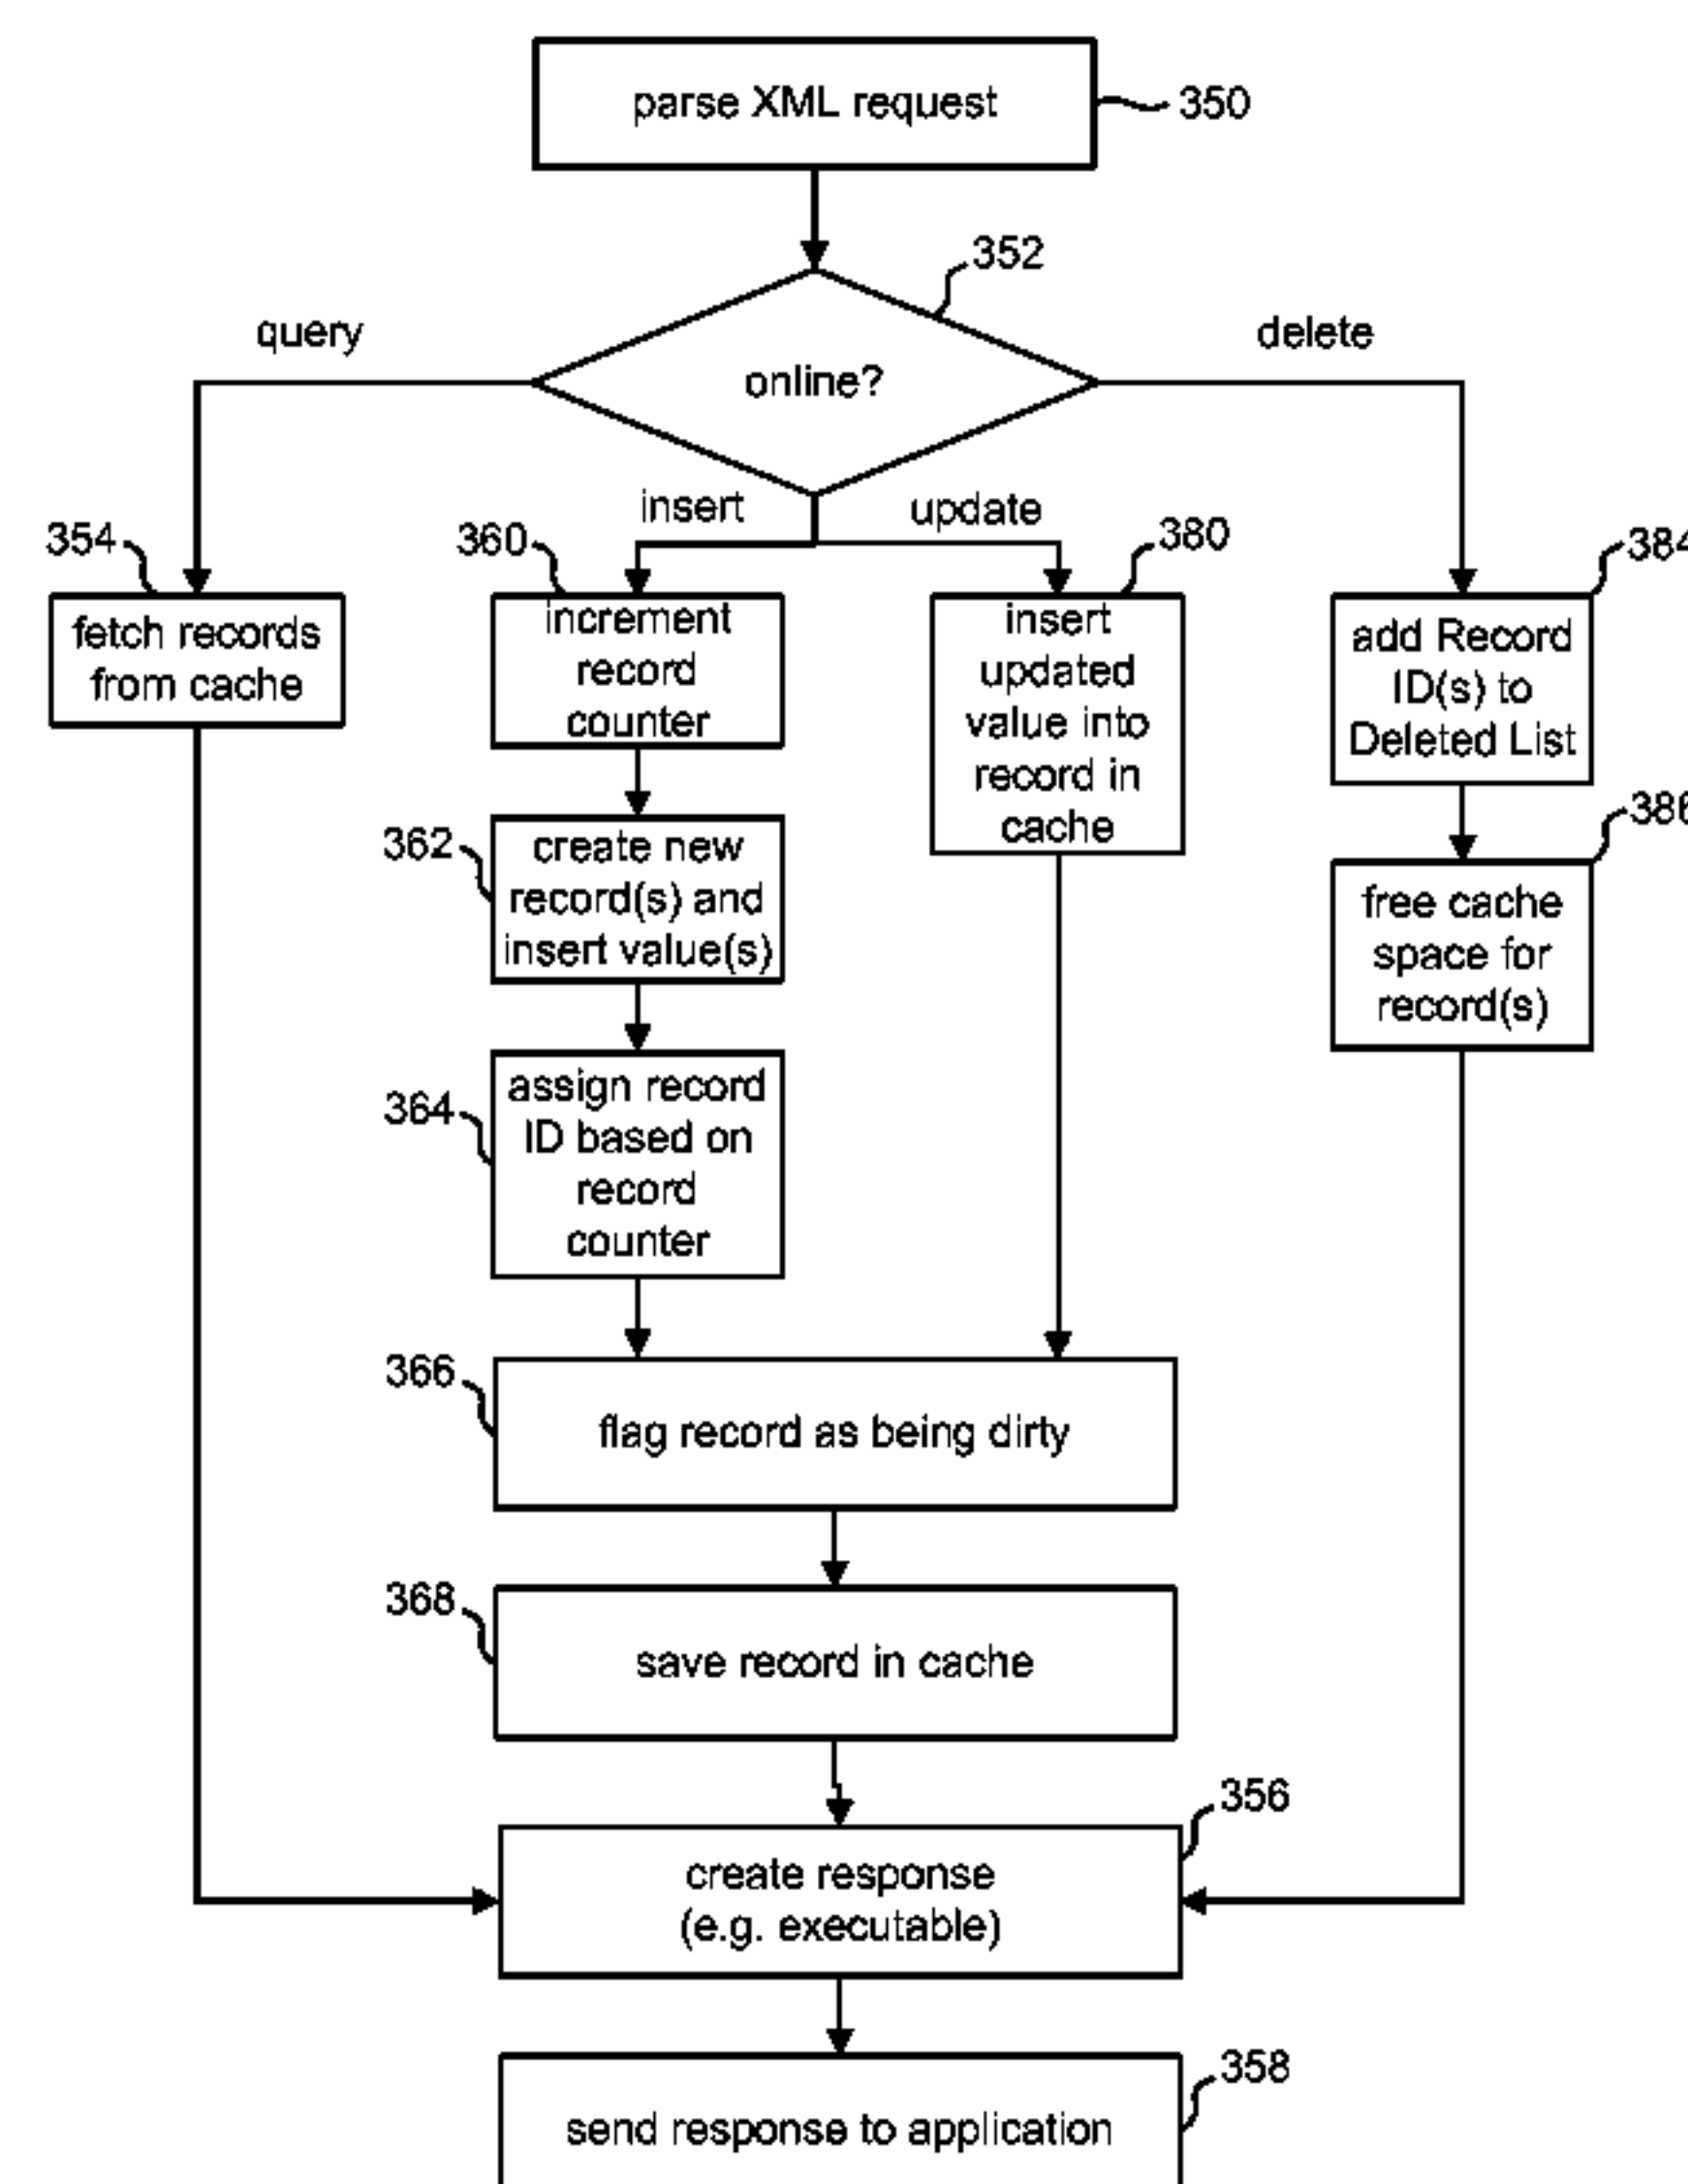 parse XML request
350
352
query
online?
delete
insert
update
354
360
380
384
fetch records
from cache
increment
record
counter
insert
updated
value into
record in
cache
add Record
ID(s) to
Deleted List
386
362
create new
record(s) and
insert value(s)
free cache
space for
record(s)
364
assign record
ID based on
record
counter
366
flag record as being dirty
368
save record in cache
356
create response
(e.g. executable)
358
send response to application